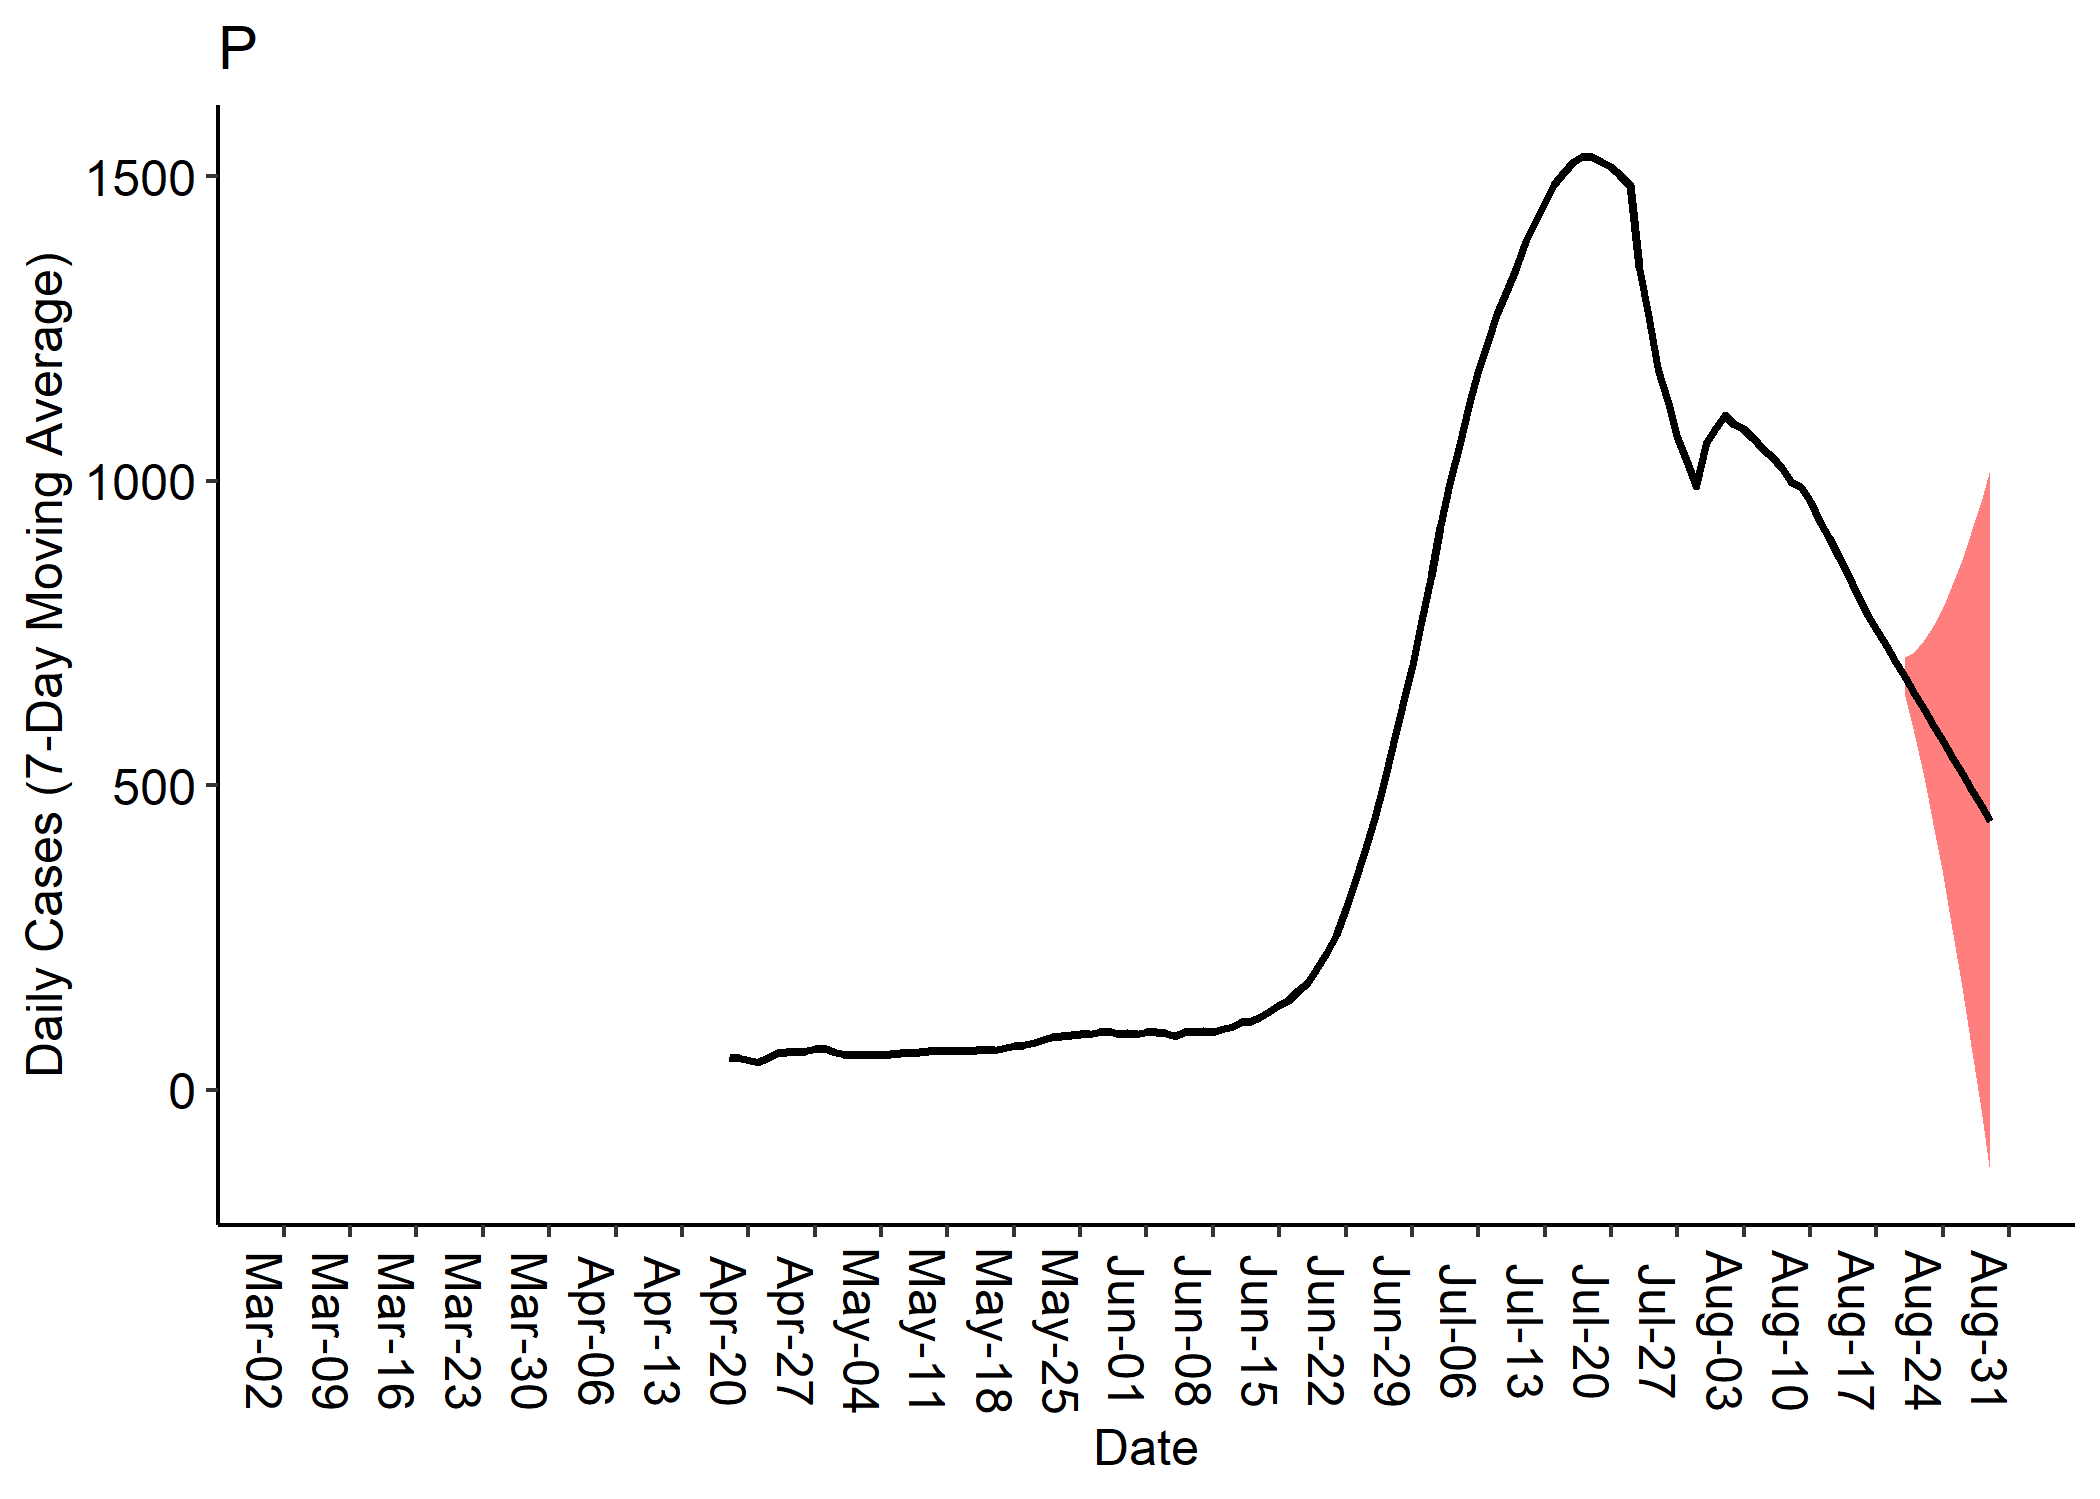 P
Daily Cases (7-Day Moving Average)
1500
1000
500
0
Mar-02
Mar-09
Mar-16
Mar-23
Mar-30
Apr-06
Apr-13
Apr-20
Apr-27
May-04
May-11
May-18
May-25
Jun-01
Jun-08
Jun-15
Jun-22
Jun-29
Jul-06
Jul-13
Jul-20
Jul-27
Aug-03
Aug-10
Aug-17
Aug-24
Aug-31
Date